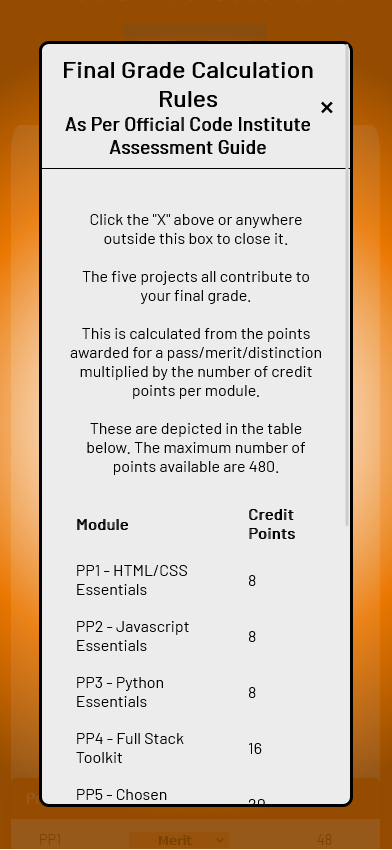 Final Grade Calculation
Rules
As Per Official Code Institute
Assessment Guide
×
Click the "X" above or anywhere
outside this box to close it.
The five projects all contribute to
your final grade.
This is calculated from the points
awarded for a pass/merit/distinction
multiplied by the number of credit
points per module.
These are depicted in the table
below. The maximum number of
points available are 480.
Module Credit Points
PP1 - HTML/CSS Essentials 8
PP2 - Javascript Essentials 8
PP3 - Python Essentials 8
PP4 - Full Stack Toolkit 16
PP5 - Chosen 20
PP1 Merit 48